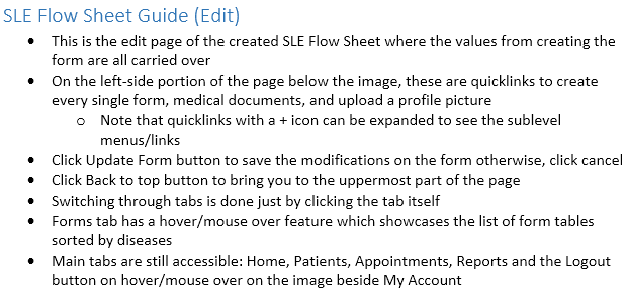 SLE Flow Sheet Guide (Edit)
• This is the edit page of the created SLE Flow Sheet where the values from creating the
form are all carried over
• On the left-side portion of the page below the image, these are quicklinks to create
every single form, medical documents, and upload a profile picture
o Note that quicklinks with a + icon can be expanded to see the sublevel
menus/links
• Click Update Form button to save the modifications on the form otherwise, click cancel
• Click Back to top button to bring you to the uppermost part of the page
• Switching through tabs is done just by clicking the tab itself
• Forms tab has a hover/mouse over feature which showcases the list of form tables
sorted by diseases
• Main tabs are still accessible: Home, Patients, Appointments, Reports and the Logout
button on hover/mouse over on the image beside My Account